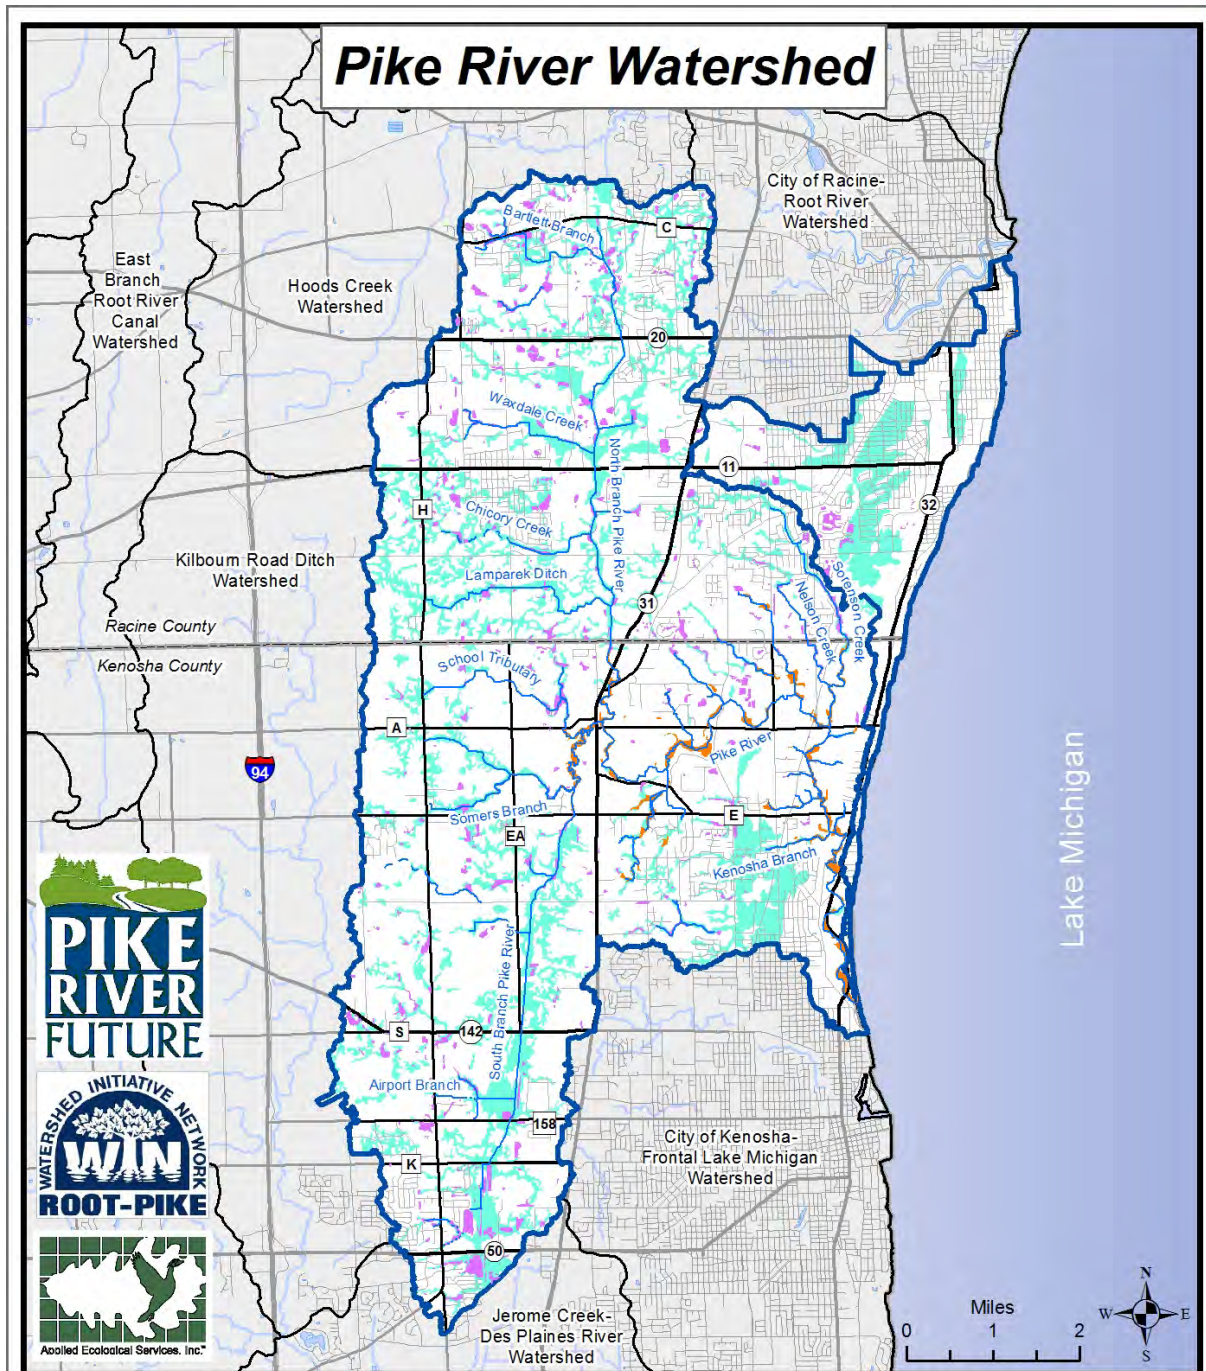 Pike River Watershed
City of Racine-
Root River
Watershed
Bartlett Branch
C
East
Branch
Root River
Canal
Watershed
Hoods Creek
Watershed
20
Waxdale Creek
North Branch Pike River
11
32
H
Chicory Creek
Kilbourn Road Ditch
Watershed
Lamparek Ditch
Nelson Creek
Sorenson Creek
31
Racine County
Kenosha County
School Tributary
A
Pike River
94
Lake Michigan
Somers Branch
E
EA
Kenosha Branch
PIKE
RIVER
FUTURE
South Branch Pike River
S
142
Airport Branch
158
WATERSHED INITIATIVE NETWORK
WIN
ROOT-PIKE
City of Kenosha-
Frontal Lake Michigan
Watershed
K
50
Applied Ecological Services, Inc.™
Jerome Creek-
Des Plaines River
Watershed
Miles
0 1 2
N
W E
S